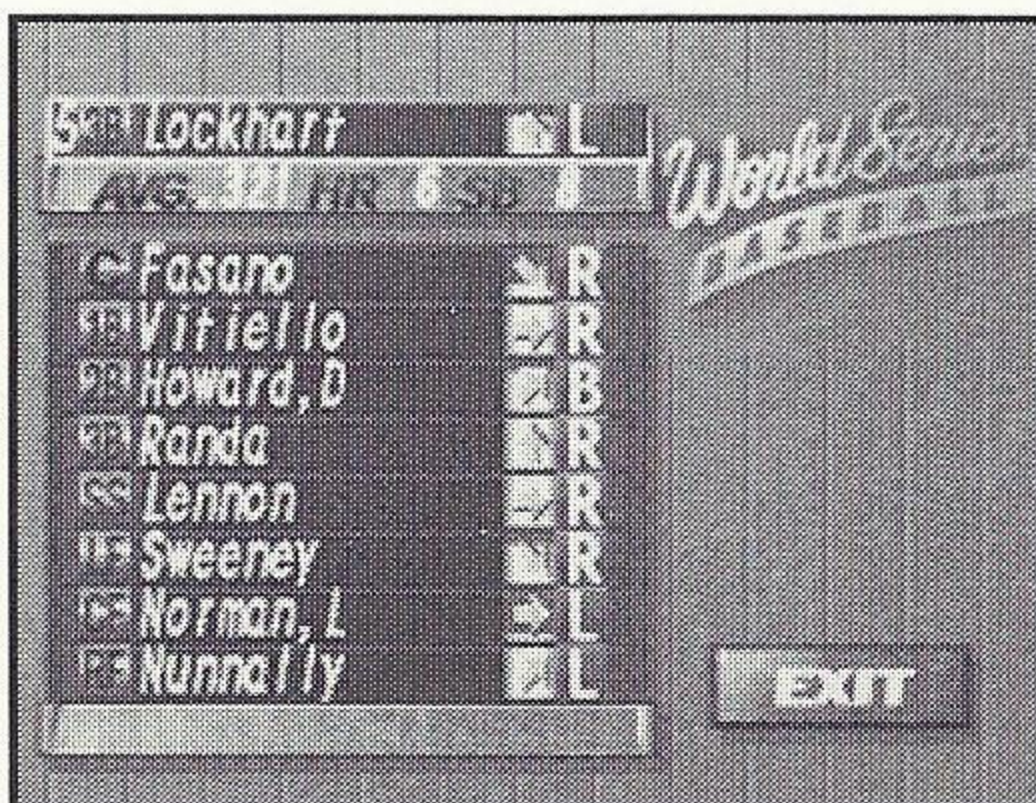 5 Lockhart L
AVG. 321 HR 6 SB 8
World Series
BASEBALL
Fasano R
Vitiello R
Howard,D B
Randa R
Lennon R
Sweeney R
Norman,L L
Nunnally L
EXIT